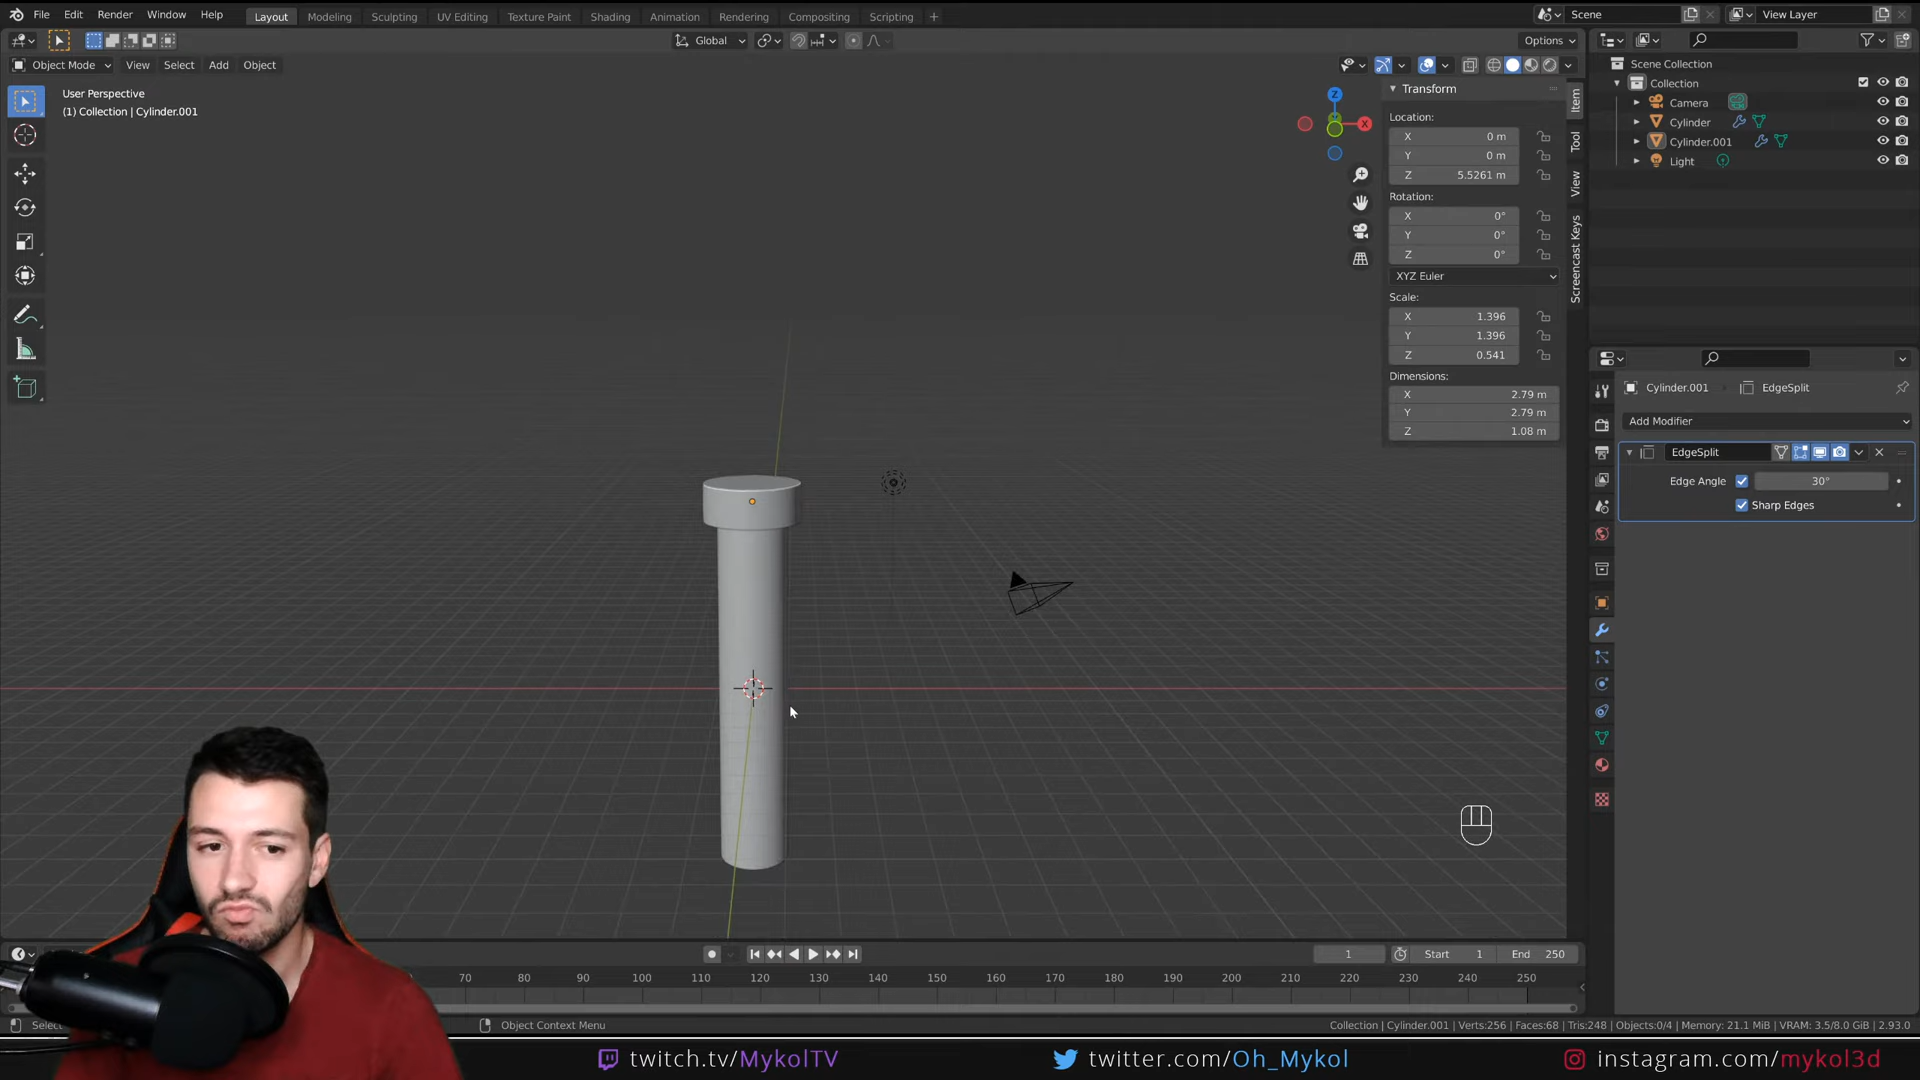 File Edit Render Window Help Layout Modeling Sculpting UV Editing Texture Paint Shading Animation Rendering Compositing Scripting + Scene View Layer
Global Options
Object Mode View Select Add Object
User Perspective
(1) Collection | Cylinder.001
Z
X
Transform
Location:
X 0 m
Y 0 m
Z 5.5261 m
Rotation:
X 0°
Y 0°
Z 0°
XYZ Euler
Scale:
X 1.396
Y 1.396
Z 0.541
Dimensions:
X 2.79 m
Y 2.79 m
Z 1.08 m
Item
Tool
View
Screencast Keys
Scene Collection
Collection
Camera
Cylinder
Cylinder.001
Light
Cylinder.001 EdgeSplit
Add Modifier
EdgeSplit
Edge Angle 30°
Sharp Edges
1 Start 1 End 250
70 80 90 100 110 120 130 140 150 160 170 180 190 200 210 220 230 240 250
Select Object Context Menu Collection | Cylinder.001 | Verts:256 | Faces:68 | Tris:248 | Objects:0/4 | Memory: 21.1 MiB | VRAM: 3.5/8.0 GiB | 2.93.0
twitch.tv/MykolTV twitter.com/Oh_Mykol instagram.com/mykol3d